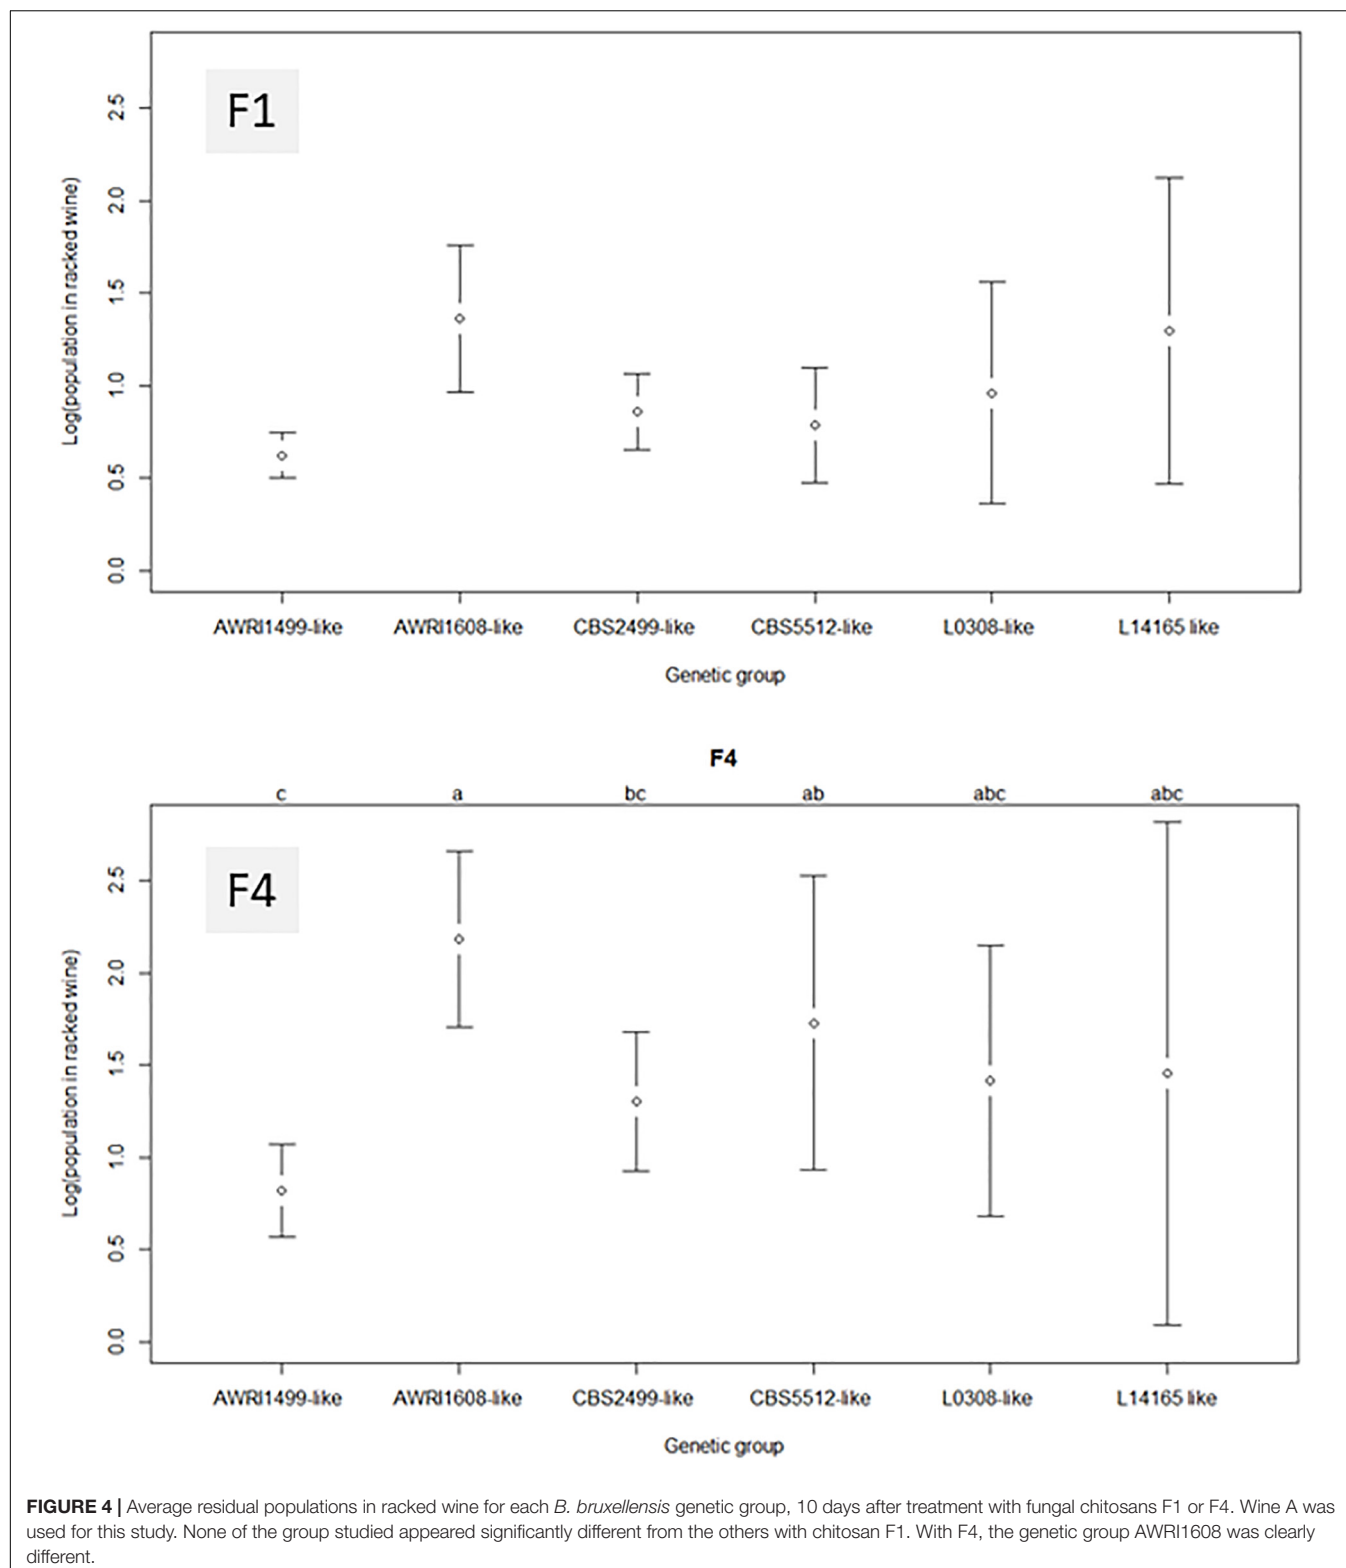 F1
2.5
2.0
1.5
1.0
0.5
0.0
Log(population in racked wine)
AWRI1499-like AWRI1608-like CBS2499-like CBS5512-like L0308-like L14165 like
Genetic group
F4
c a bc ab abc abc
F4
2.5
2.0
1.5
1.0
0.5
0.0
Log(population in racked wine)
AWRI1499-like AWRI1608-like CBS2499-like CBS5512-like L0308-like L14165 like
Genetic group
FIGURE 4 | Average residual populations in racked wine for each B. bruxellensis genetic group, 10 days after treatment with fungal chitosans F1 or F4. Wine A was
used for this study. None of the group studied appeared significantly different from the others with chitosan F1. With F4, the genetic group AWRI1608 was clearly
different.